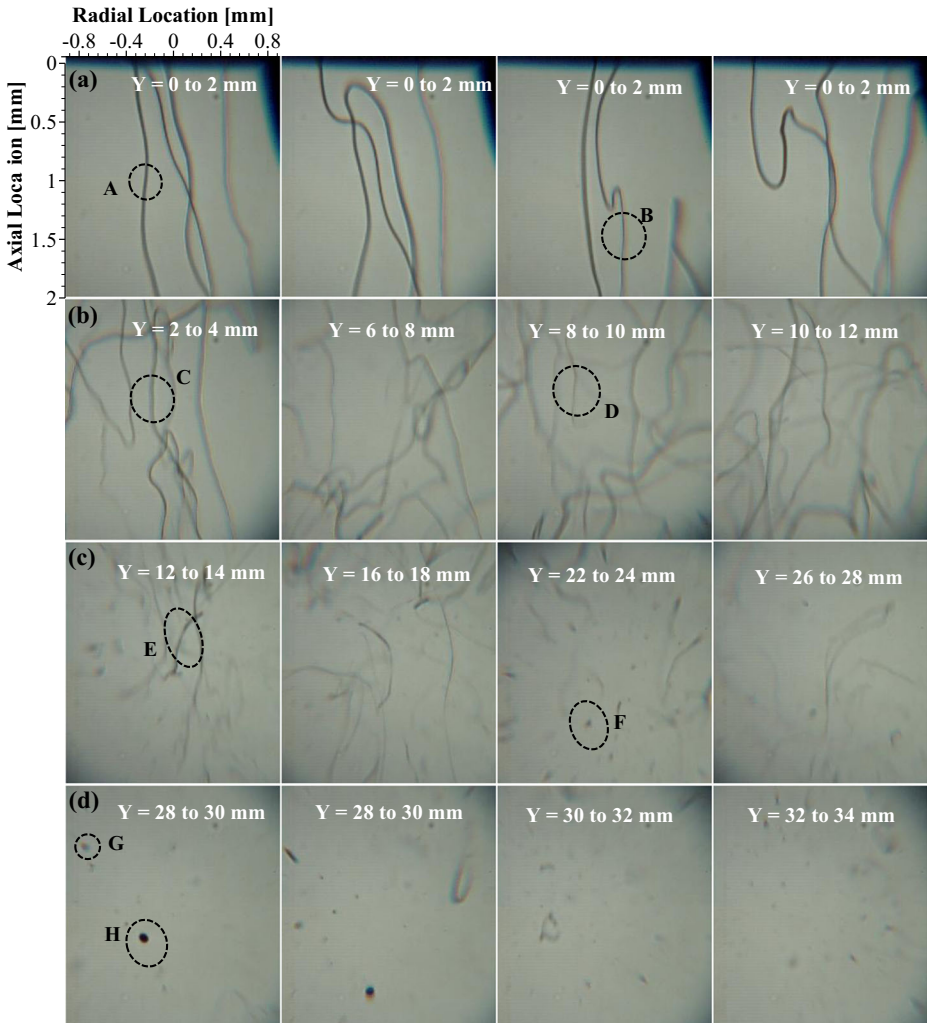 Radial Location [mm]
-0.8 -0.4 0 0.4 0.8
Axial Loca ion [mm]
0
0.5
1
1.5
2
(a)
Y = 0 to 2 mm
Y = 0 to 2 mm
Y = 0 to 2 mm
Y = 0 to 2 mm
A
B
(b)
Y = 2 to 4 mm
Y = 6 to 8 mm
Y = 8 to 10 mm
Y = 10 to 12 mm
C
D
(c)
Y = 12 to 14 mm
Y = 16 to 18 mm
Y = 22 to 24 mm
Y = 26 to 28 mm
E
F
(d)
Y = 28 to 30 mm
Y = 28 to 30 mm
Y = 30 to 32 mm
Y = 32 to 34 mm
G
H